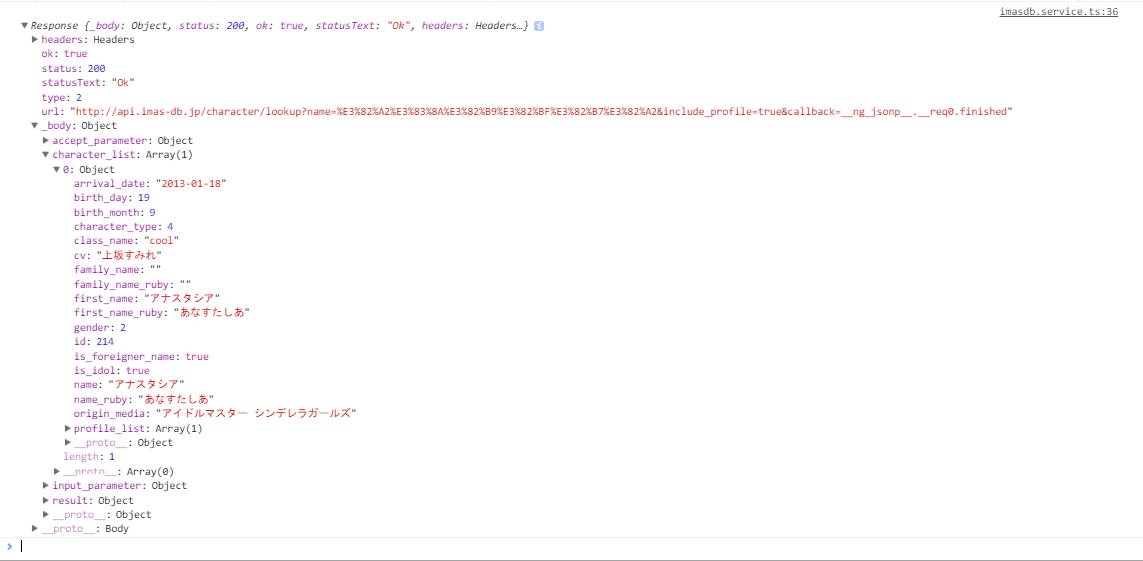 imasdb.service.ts:36
▼Response {_body: Object, status: 200, ok: true, statusText: "Ok", headers: Headers…} i
▶headers: Headers
ok: true
status: 200
statusText: "Ok"
type: 2
url: "http://api.imas-db.jp/character/lookup?name=%E3%82%A2%E3%83%8A%E3%82%B9%E3%82%BF%E3%82%B7%E3%82%A2&include_profile=true&callback=__ng_jsonp__.__req0.finished"
▼_body: Object
▶accept_parameter: Object
▼character_list: Array(1)
▼0: Object
arrival_date: "2013-01-18"
birth_day: 19
birth_month: 9
character_type: 4
class_name: "cool"
cv: "上坂すみれ"
family_name: ""
family_name_ruby: ""
first_name: "アナスタシア"
first_name_ruby: "あなすたしあ"
gender: 2
id: 214
is_foreigner_name: true
is_idol: true
name: "アナスタシア"
name_ruby: "あなすたしあ"
origin_media: "アイドルマスター シンデレラガールズ"
▶profile_list: Array(1)
▶__proto__: Object
length: 1
▶__proto__: Array(0)
▶input_parameter: Object
▶result: Object
▶__proto__: Object
▶__proto__: Body
>